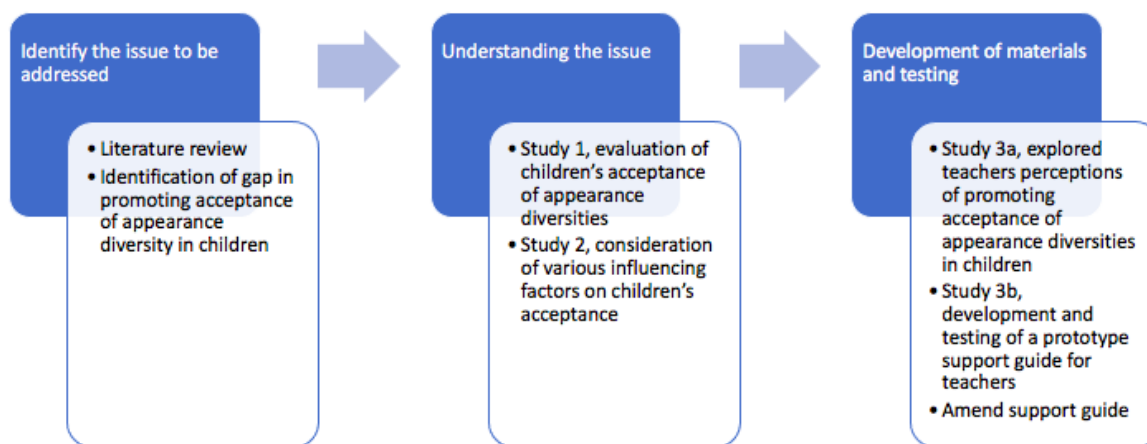 Identify the issue to be
addressed
• Literature review
• Identification of gap in
promoting acceptance
of appearance
diversity in children
Understanding the issue
• Study 1, evaluation of
children's acceptance
of appearance
diversities
• Study 2, consideration
of various influencing
factors on children's
acceptance
Development of materials
and testing
• Study 3a, explored
teachers perceptions
of promoting
acceptance of
appearance diversities
in children
• Study 3b,
development and
testing of a prototype
support guide for
teachers
• Amend support guide